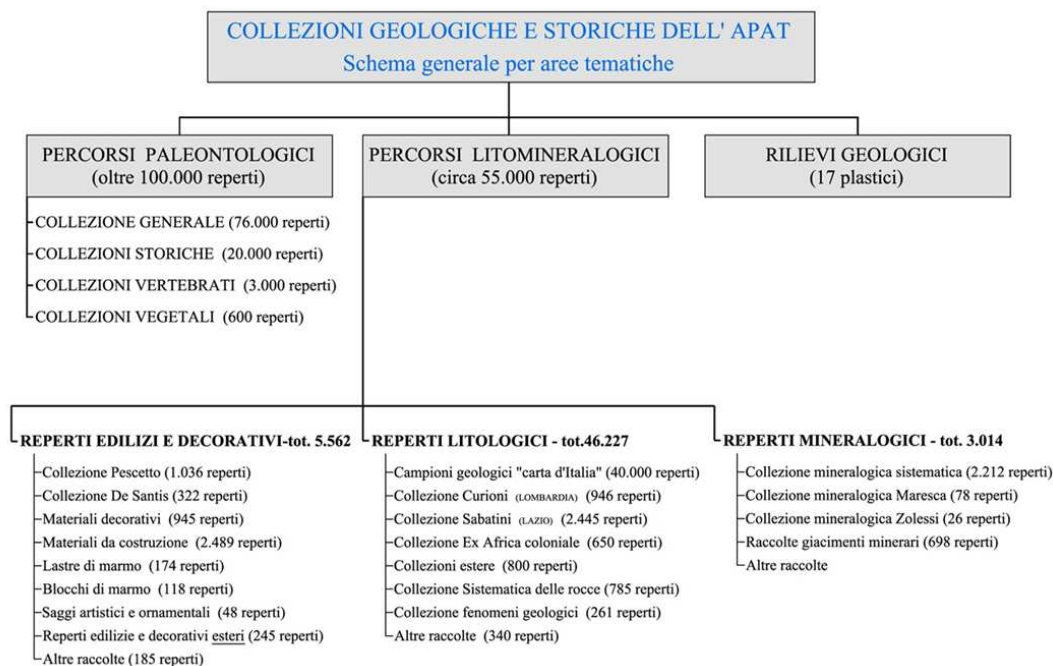 COLLEZIONI GEOLOGICHE E STORICHE DELL' APAT
Schema generale per aree tematiche
PERCORSI PALEONTOLOGICI
(oltre 100.000 reperti)
COLLEZIONE GENERALE (76.000 reperti)
COLLEZIONI STORICHE (20.000 reperti)
COLLEZIONI VERTEBRATI (3.000 reperti)
COLLEZIONI VEGETALI (600 reperti)
PERCORSI LITOMINERALOGICI
(circa 55.000 reperti)
RILIEVI GEOLOGICI
(17 plastici)
REPERTI EDILIZI E DECORATIVI-tot. 5.562
Collezione Pescetto (1.036 reperti)
Collezione De Santis (322 reperti)
Materiali decorativi (945 reperti)
Materiali da costruzione (2.489 reperti)
Lastre di marmo (174 reperti)
Blocchi di marmo (118 reperti)
Saggi artistici e ornamentali (48 reperti)
Reperti edilizie e decorativi esteri (245 reperti)
Altre raccolte (185 reperti)
REPERTI LITOLOGICI - tot.46.227
Campioni geologici "carta d'Italia" (40.000 reperti)
Collezione Curioni (LOMBARDIA) (946 reperti)
Collezione Sabatini (LAZIO) (2.445 reperti)
Collezione Ex Africa coloniale (650 reperti)
Collezioni estere (800 reperti)
Collezione Sistematica delle rocce (785 reperti)
Collezione fenomeni geologici (261 reperti)
Altre raccolte (340 reperti)
REPERTI MINERALOGICI - tot. 3.014
Collezione mineralogica sistematica (2.212 reperti)
Collezione mineralogica Maresca (78 reperti)
Collezione mineralogica Zolessi (26 reperti)
Raccolte giacimenti minerari (698 reperti)
Altre raccolte